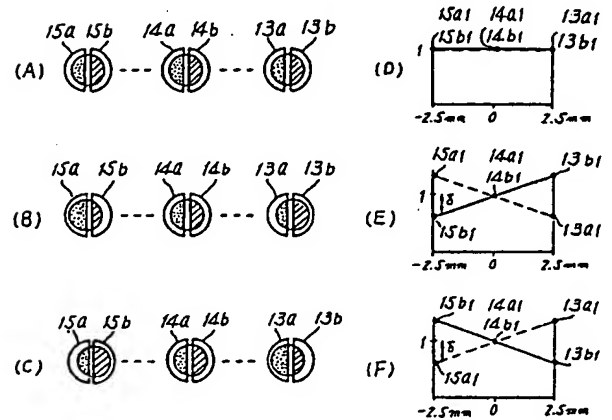 15a 15b 14a 14b 13a 13b
(A)
15a1 14a1 13a1
(D)
1 15b1 14b1 13b1
-2.5mm 0 2.5mm
15a 15b 14a 14b 13a 13b
(B)
15a1 14a1 13b1
14b1
(E)
1 δ
15b1 13a1
-2.5mm 0 2.5mm
15a 15b 14a 14b 13a 13b
(C)
15b1 14a1 13a1
14b1
(F)
1 δ
15a1 13b1
-2.5mm 0 2.5mm